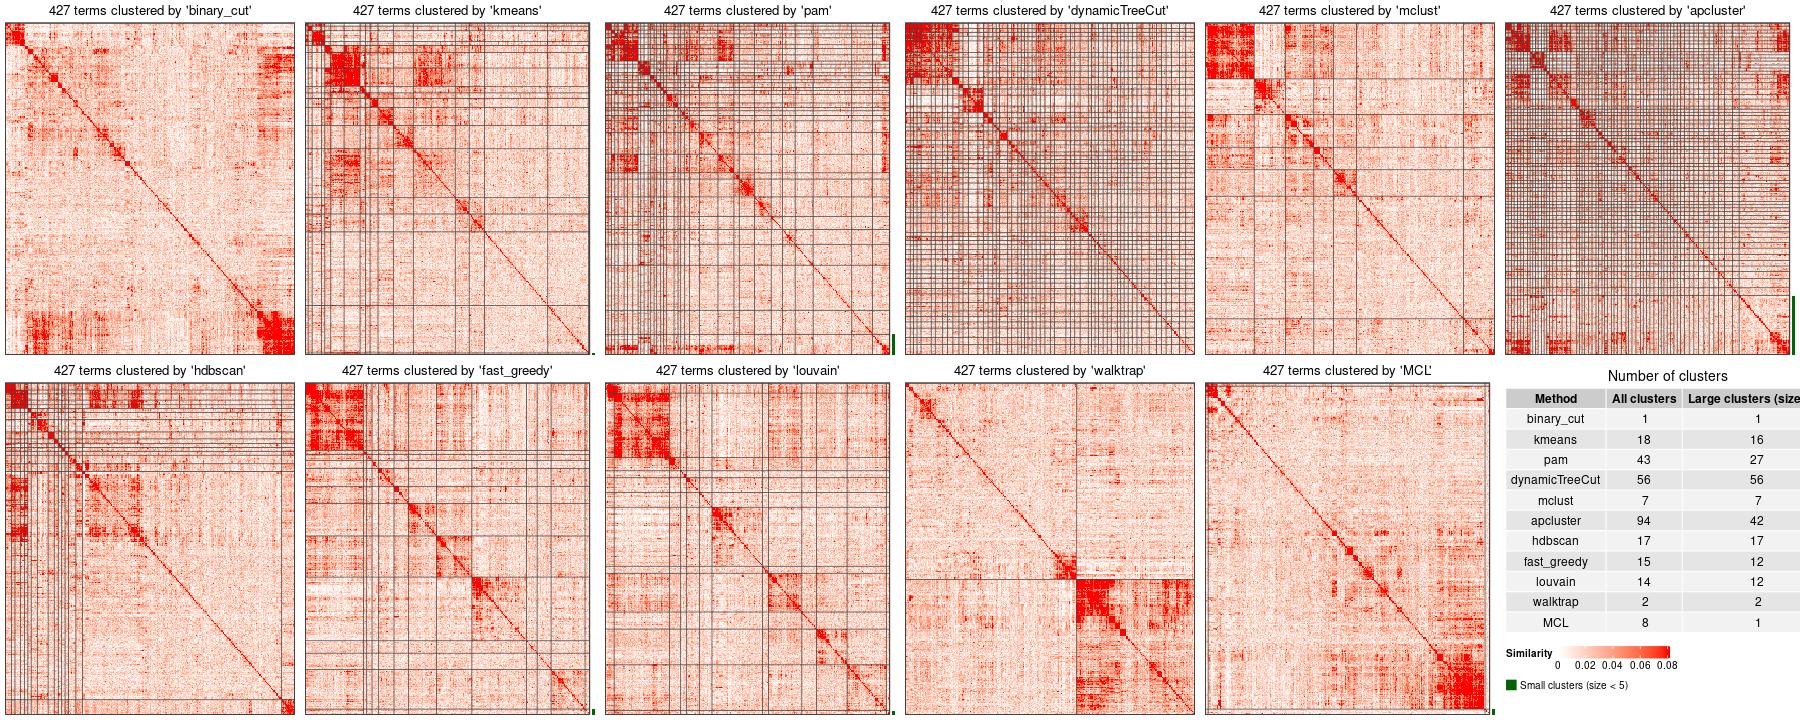 427 terms clustered by 'binary_cut'
427 terms clustered by 'kmeans'
427 terms clustered by 'pam'
427 terms clustered by 'dynamicTreeCut'
427 terms clustered by 'mclust'
427 terms clustered by 'apcluster'
427 terms clustered by 'hdbscan'
427 terms clustered by 'fast_greedy'
427 terms clustered by 'louvain'
427 terms clustered by 'walktrap'
427 terms clustered by 'MCL'
Number of clusters
Method All clusters Large clusters (size
binary_cut 1 1
kmeans 18 16
pam 43 27
dynamicTreeCut 56 56
mclust 7 7
apcluster 94 42
hdbscan 17 17
fast_greedy 15 12
louvain 14 12
walktrap 2 2
MCL 8 1
Similarity
0 0.02 0.04 0.06 0.08
Small clusters (size < 5)